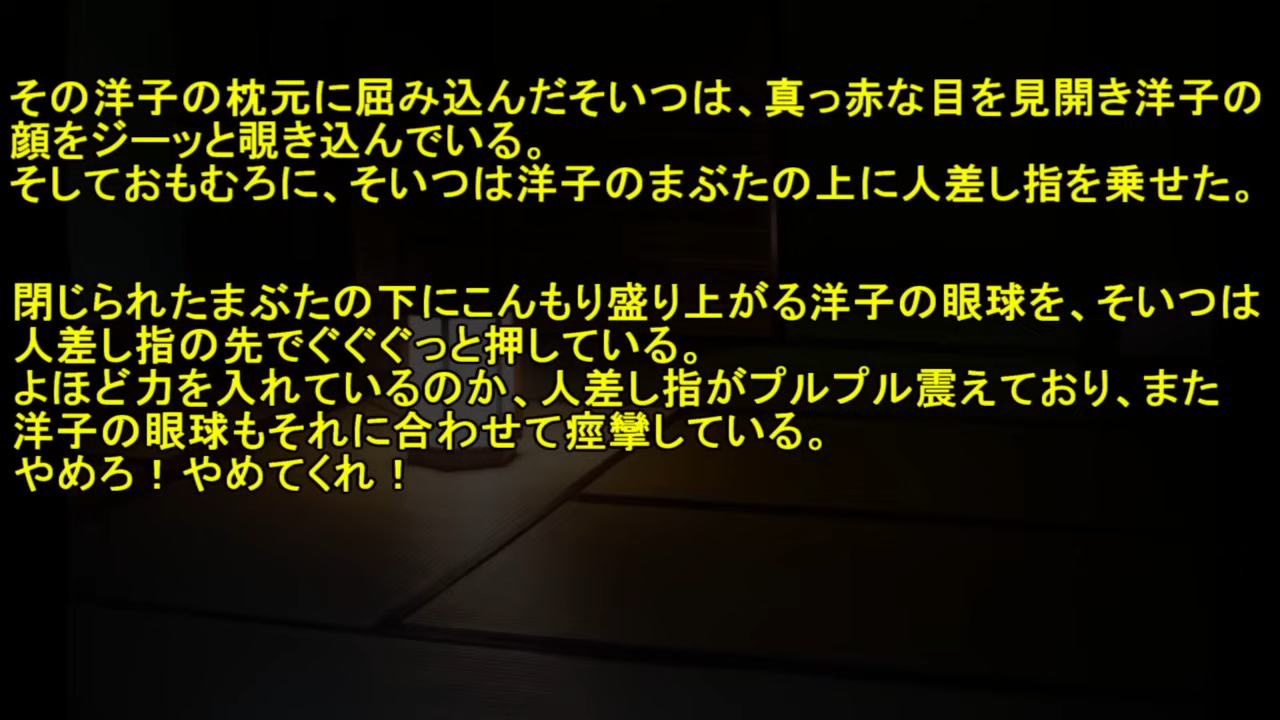 その洋子の枕元に屈み込んだそいつは、真っ赤な目を見開き洋子の
顔をジーッと覗き込んでいる。
そしておもむろに、そいつは洋子のまぶたの上に人差し指を乗せた。
閉じられたまぶたの下にこんもり盛り上がる洋子の眼球を、そいつは
人差し指の先でぐぐぐっと押している。
よほど力を入れているのか、人差し指がプルプル震えており、また
洋子の眼球もそれに合わせて痙攣している。
やめろ！やめてくれ！